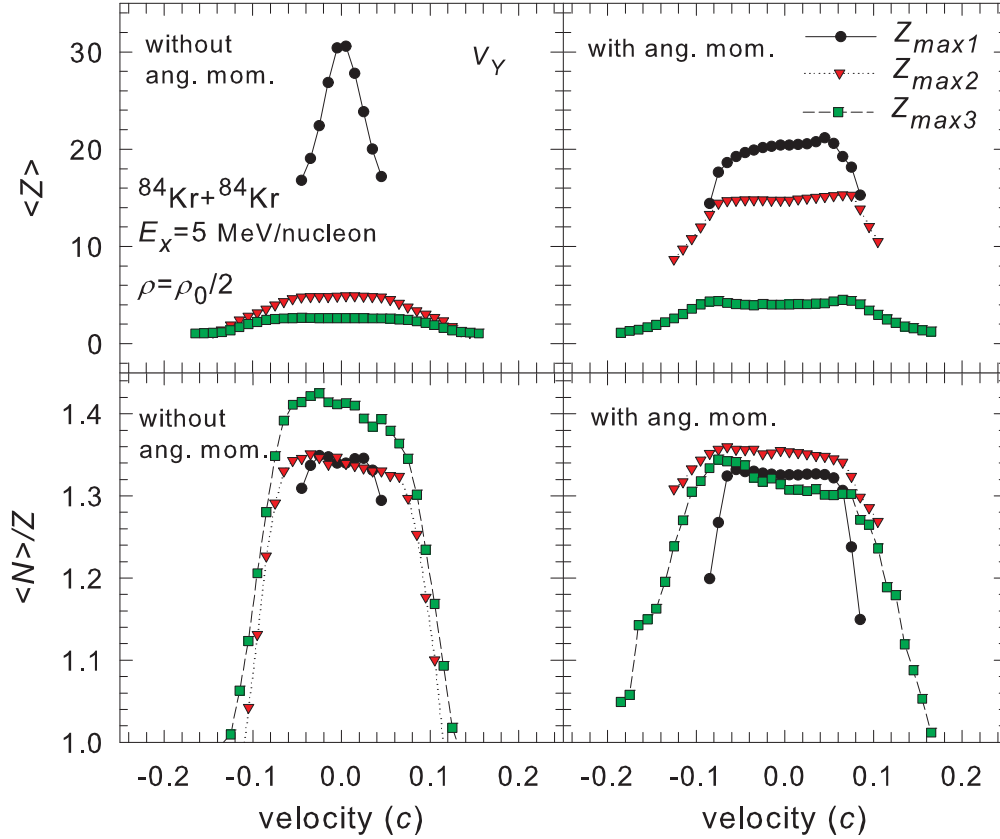 <Z>
30
20
10
0
without
ang. mom.
V_Y
^84Kr+^84Kr
E_x=5 MeV/nucleon
ρ=ρ_0/2
with ang. mom.
Z_max1
Z_max2
Z_max3
<N>/Z
1.4
1.3
1.2
1.1
1.0
without
ang. mom.
with ang. mom.
-0.2 -0.1 0.0 0.1 0.2
-0.2 -0.1 0.0 0.1 0.2
velocity (c)
velocity (c)